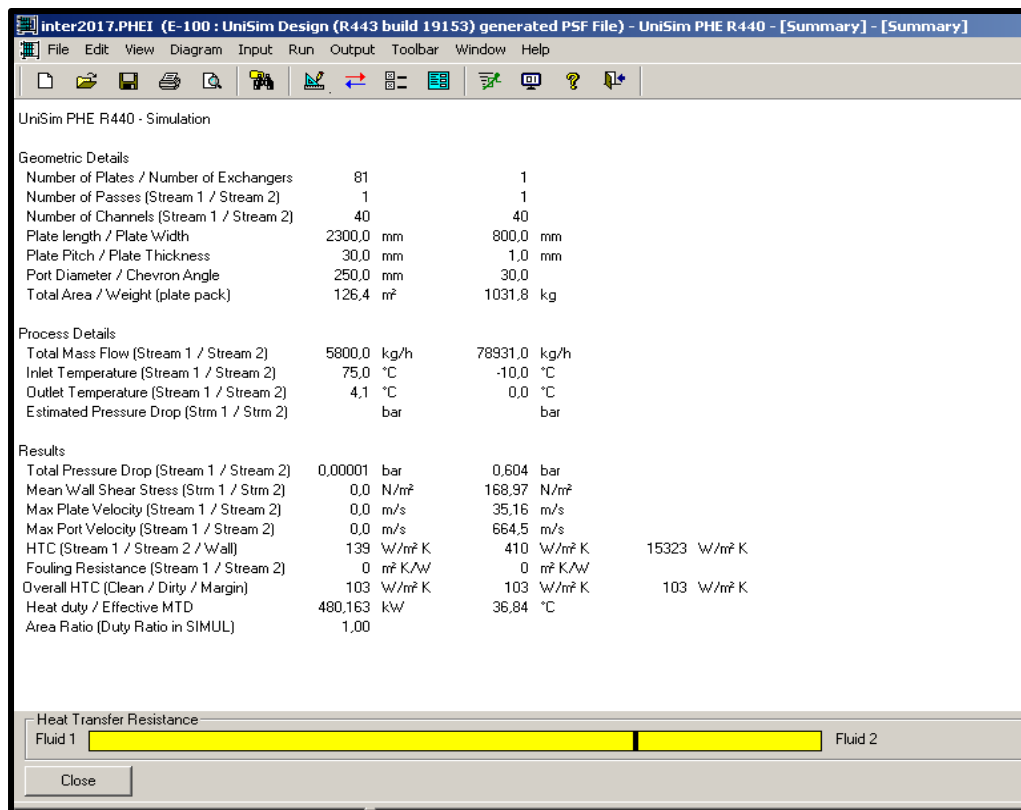 inter2017.PHEI (E-100 : UniSim Design (R443 build 19153) generated PSF File) - UniSim PHE R440 - [Summary] - [Summary]
File Edit View Diagram Input Run Output Toolbar Window Help
UniSim PHE R440 - Simulation
Geometric Details
Number of Plates / Number of Exchangers 81 1
Number of Passes (Stream 1 / Stream 2) 1 1
Number of Channels (Stream 1 / Stream 2) 40 40
Plate length / Plate Width 2300,0 mm 800,0 mm
Plate Pitch / Plate Thickness 30,0 mm 1,0 mm
Port Diameter / Chevron Angle 250,0 mm 30,0
Total Area / Weight (plate pack) 126,4 m² 1031,8 kg
Process Details
Total Mass Flow (Stream 1 / Stream 2) 5800,0 kg/h 78931,0 kg/h
Inlet Temperature (Stream 1 / Stream 2) 75,0 °C -10,0 °C
Outlet Temperature (Stream 1 / Stream 2) 4,1 °C 0,0 °C
Estimated Pressure Drop (Strm 1 / Strm 2) bar bar
Results
Total Pressure Drop (Stream 1 / Stream 2) 0,00001 bar 0,604 bar
Mean Wall Shear Stress (Strm 1 / Strm 2) 0,0 N/m² 168,97 N/m²
Max Plate Velocity (Stream 1 / Stream 2) 0,0 m/s 35,16 m/s
Max Port Velocity (Stream 1 / Stream 2) 0,0 m/s 664,5 m/s
HTC (Stream 1 / Stream 2 / Wall) 139 W/m² K 410 W/m² K 15323 W/m² K
Fouling Resistance (Stream 1 / Stream 2) 0 m² K/W 0 m² K/W
Overall HTC (Clean / Dirty / Margin) 103 W/m² K 103 W/m² K 103 W/m² K
Heat duty / Effective MTD 480,163 kW 36,84 °C
Area Ratio (Duty Ratio in SIMUL) 1,00
Heat Transfer Resistance
Fluid 1 Fluid 2
Close